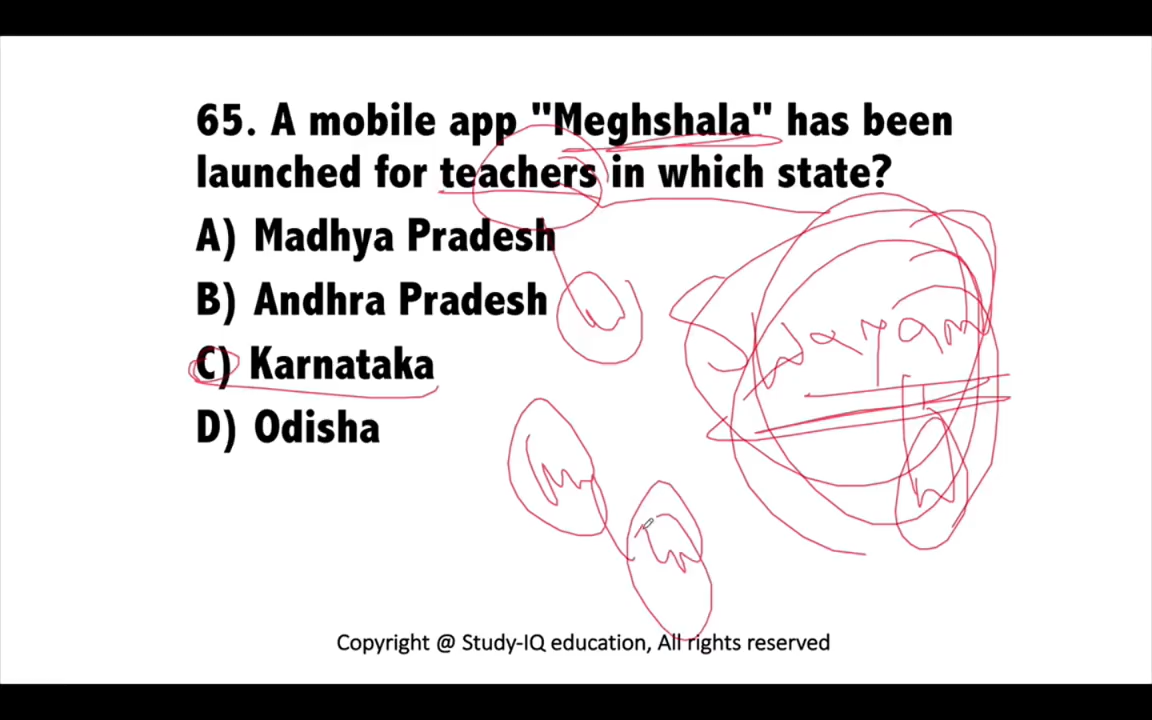 65. A mobile app "Meghshala" has been
launched for teachers in which state?
A) Madhya Pradesh
B) Andhra Pradesh
C) Karnataka
D) Odisha
Swayam
Copyright @ Study-IQ education, All rights reserved